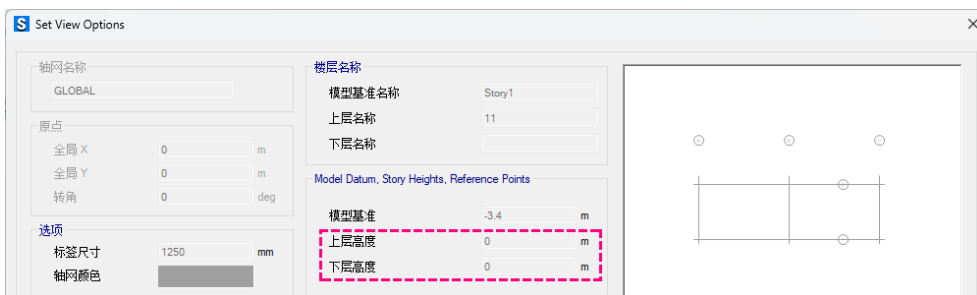 S Set View Options
轴网名称
GLOBAL
原点
全局 X 0 m
全局 Y 0 m
转角 0 deg
选项
标签尺寸 1250 mm
轴网颜色
楼层名称
模型基准名称 Story1
上层名称 11
下层名称
Model Datum, Story Heights, Reference Points
模型基准 -3.4 m
上层高度 0 m
下层高度 0 m